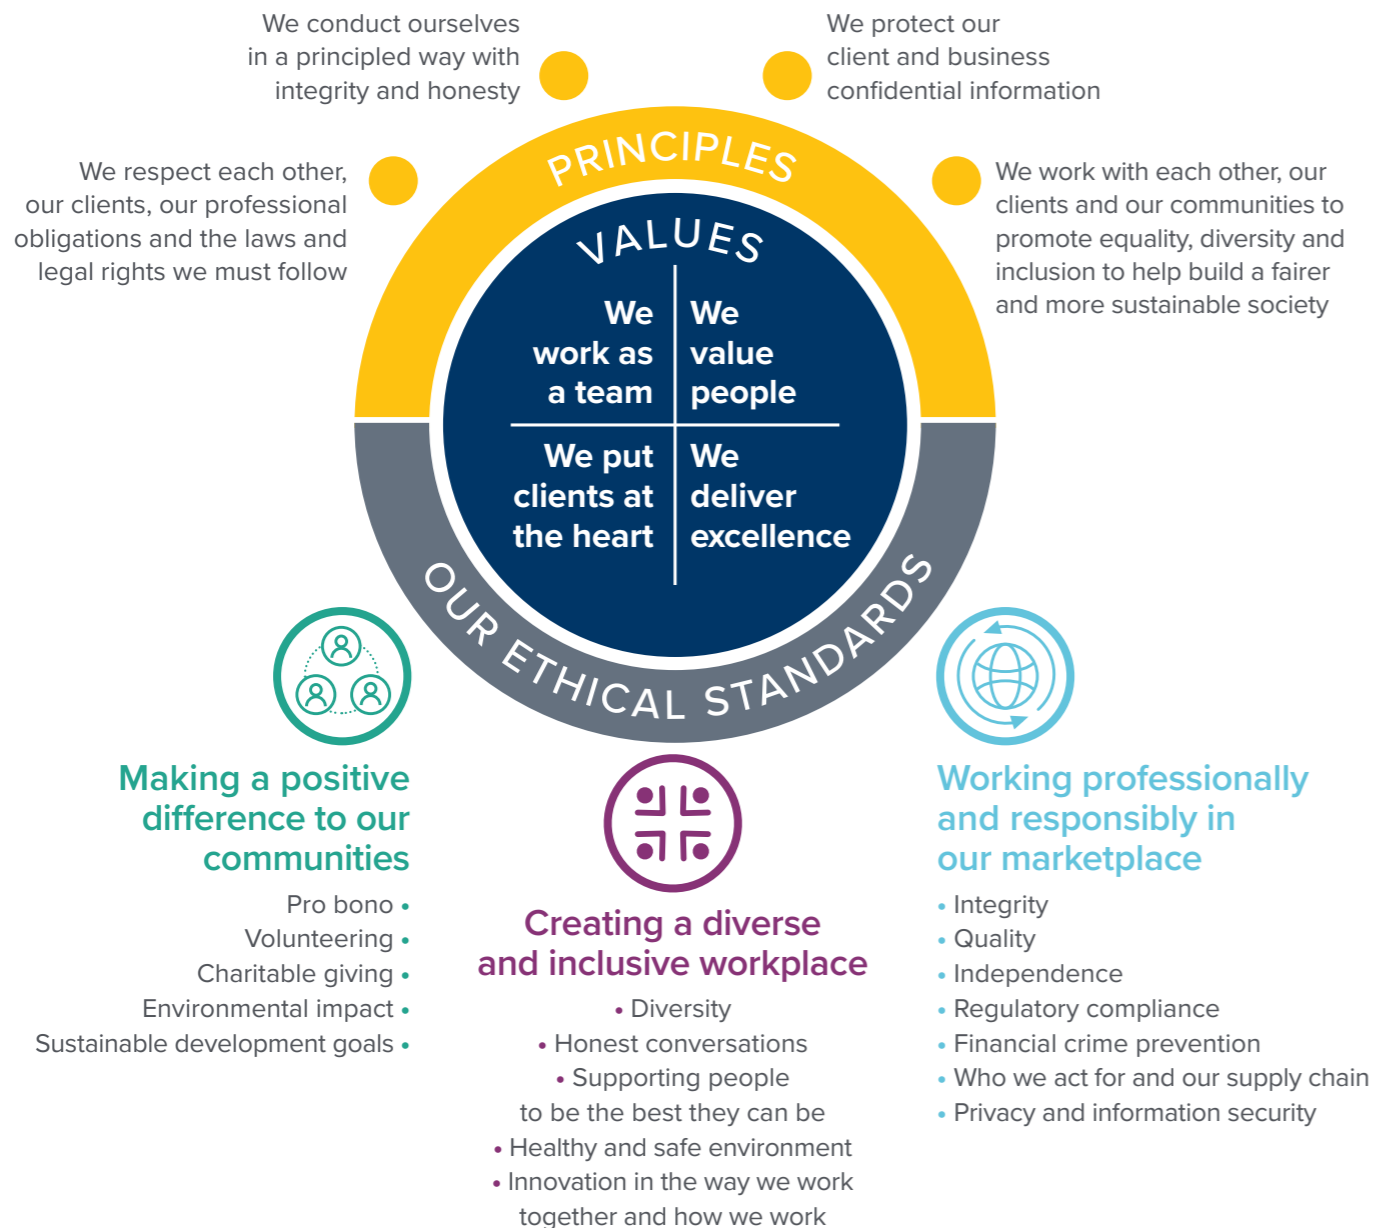 We conduct ourselves
in a principled way with
integrity and honesty
We protect our
client and business
confidential information
We respect each other,
our clients, our professional
obligations and the laws and
legal rights we must follow
We work with each other, our
clients and our communities to
promote equality, diversity and
inclusion to help build a fairer
and more sustainable society
PRINCIPLES
VALUES
We
work as
a team
We
value
people
We put
clients at
the heart
We
deliver
excellence
OUR ETHICAL STANDARDS
Making a positive
difference to our
communities
Pro bono •
Volunteering •
Charitable giving •
Environmental impact •
Sustainable development goals •
Creating a diverse
and inclusive workplace
• Diversity
• Honest conversations
• Supporting people
to be the best they can be
• Healthy and safe environment
• Innovation in the way we work
together and how we work
Working professionally
and responsibly in
our marketplace
• Integrity
• Quality
• Independence
• Regulatory compliance
• Financial crime prevention
• Who we act for and our supply chain
• Privacy and information security